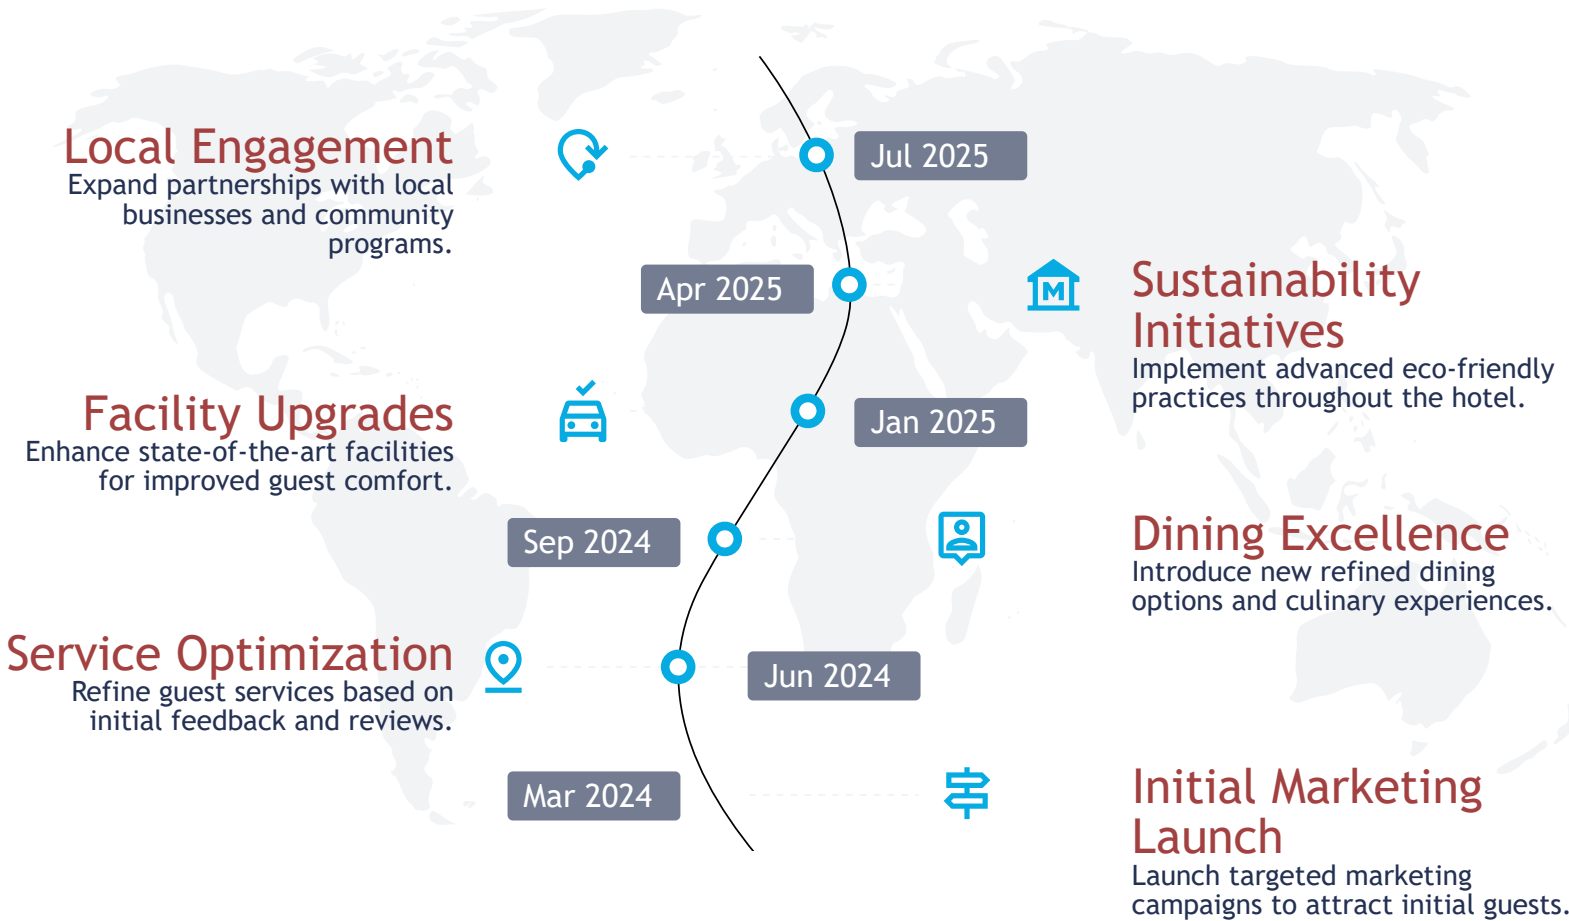 Local Engagement
Expand partnerships with local
businesses and community
programs.
Jul 2025
Apr 2025
Sustainability
Initiatives
Implement advanced eco-friendly
practices throughout the hotel.
Facility Upgrades
Enhance state-of-the-art facilities
for improved guest comfort.
Jan 2025
Sep 2024
Dining Excellence
Introduce new refined dining
options and culinary experiences.
Service Optimization
Refine guest services based on
initial feedback and reviews.
Jun 2024
Mar 2024
Initial Marketing
Launch
Launch targeted marketing
campaigns to attract initial guests.